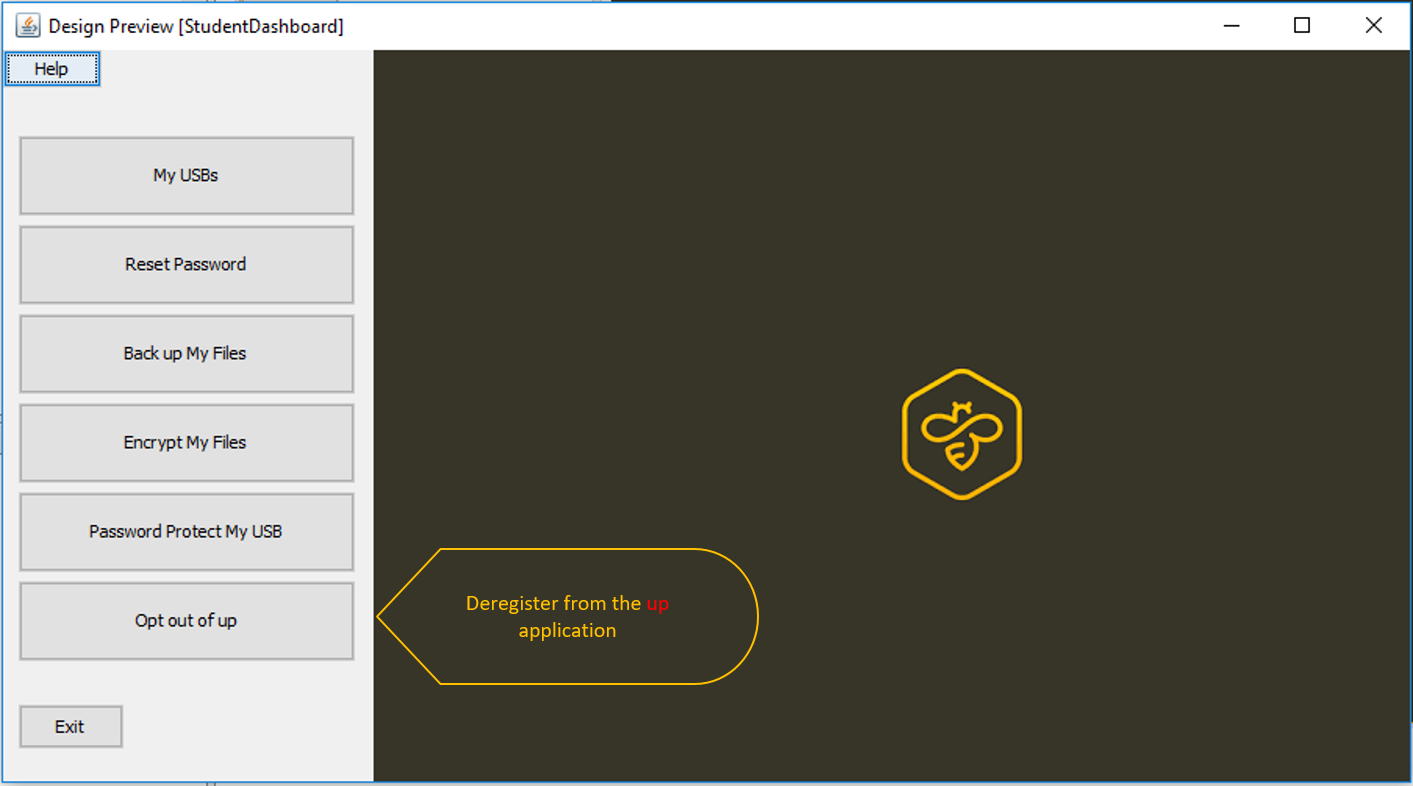 Design Preview [StudentDashboard]
Help
My USBs
Reset Password
Back up My Files
Encrypt My Files
Password Protect My USB
Opt out of up
Deregister from the up
application
Exit